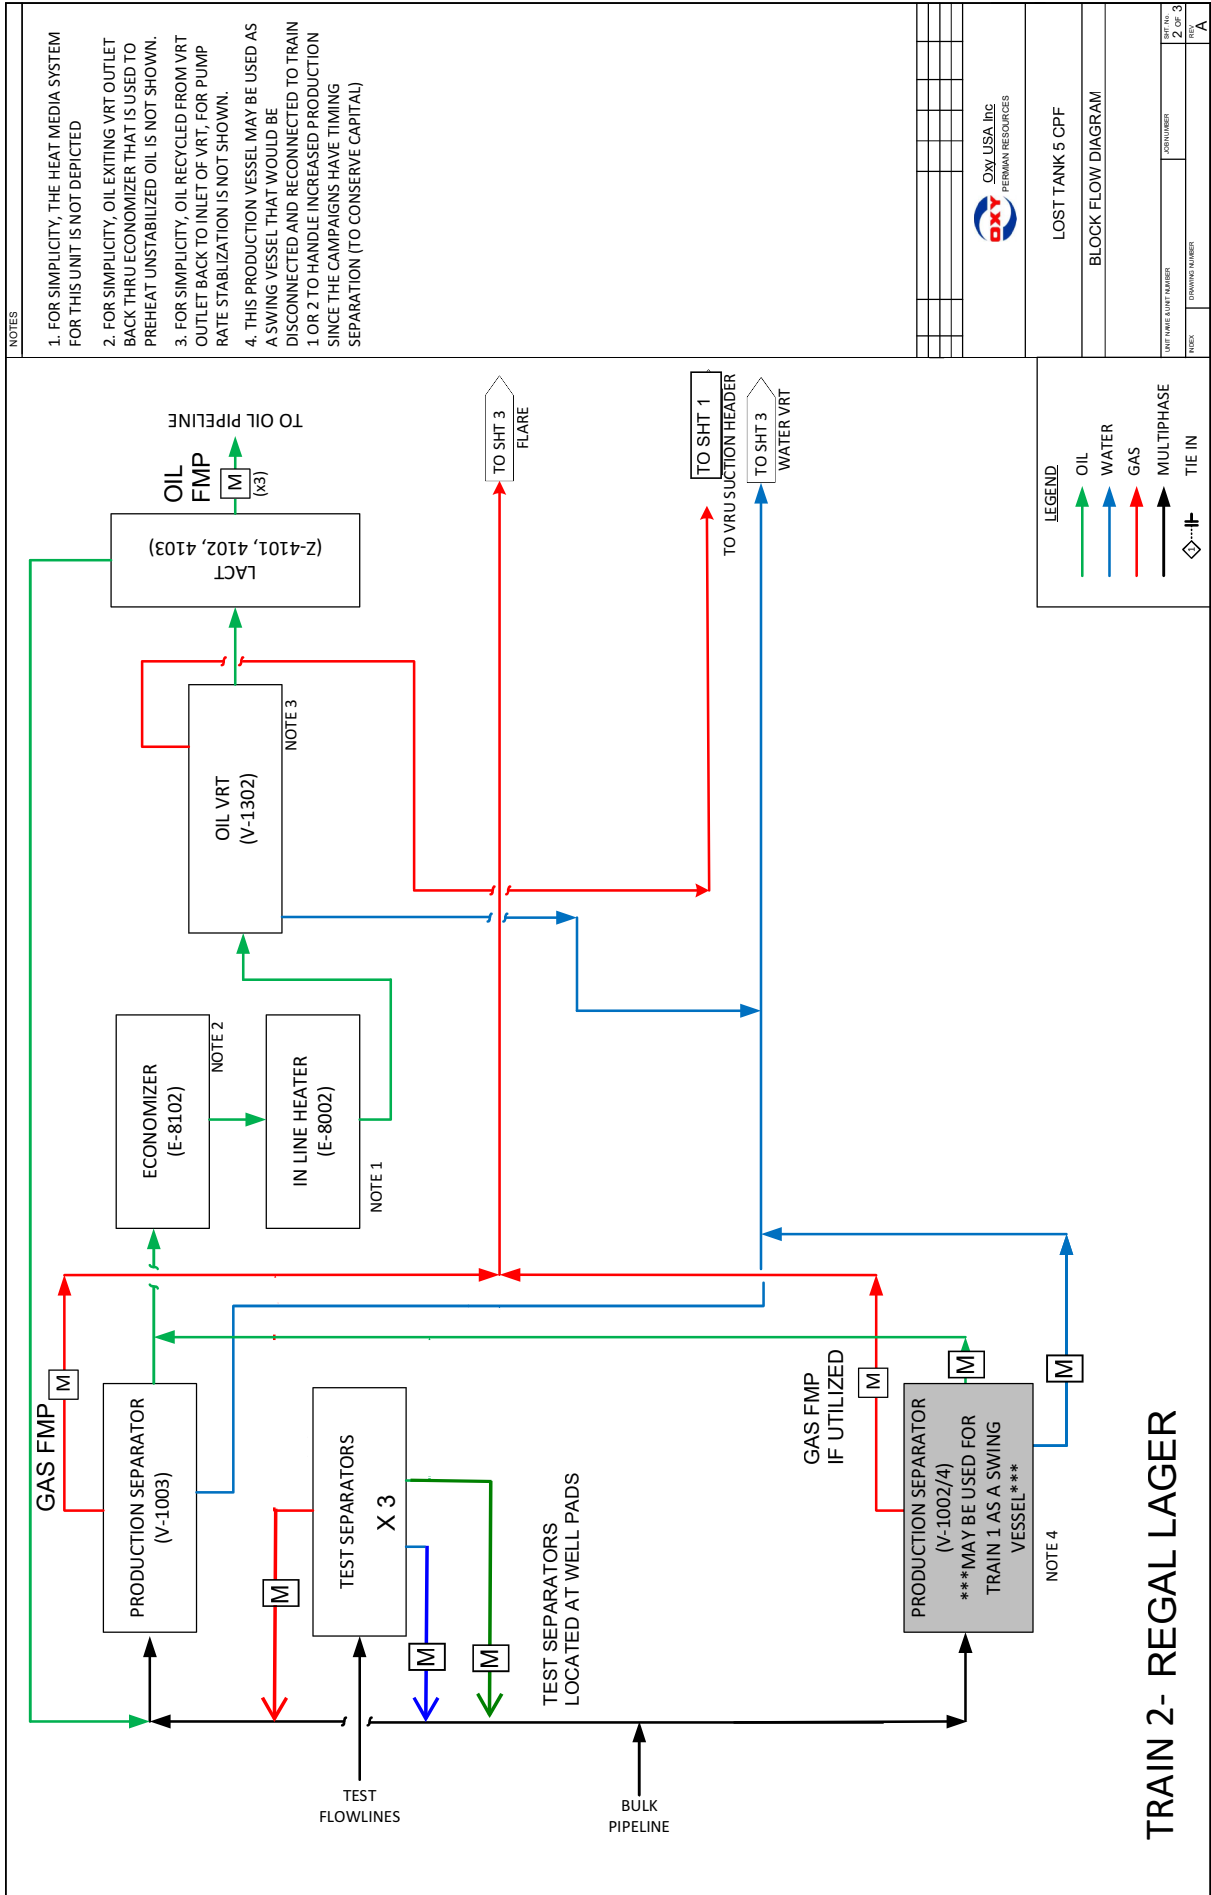 NOTES
1. FOR SIMPLICITY, THE HEAT MEDIA SYSTEM
FOR THIS UNIT IS NOT DEPICTED
2. FOR SIMPLICITY, OIL EXITING VRT OUTLET
BACK THRU ECONOMIZER THAT IS USED TO
PREHEAT UNSTABILIZED OIL IS NOT SHOWN.
3. FOR SIMPLICITY, OIL RECYCLED FROM VRT
OUTLET BACK TO INLET OF VRT, FOR PUMP
RATE STABLIZATION IS NOT SHOWN.
4. THIS PRODUCTION VESSEL MAY BE USED AS
A SWING VESSEL THAT WOULD BE
DISCONNECTED AND RECONNECTED TO TRAIN
1 OR 2 TO HANDLE INCREASED PRODUCTION
SINCE THE CAMPAIGNS HAVE TIMING
SEPARATION (TO CONSERVE CAPITAL)
GAS FMP
M
PRODUCTION SEPARATOR
(V-1003)
ECONOMIZER
(E-8102)
NOTE 2
IN LINE HEATER
(E-8002)
NOTE 1
OIL VRT
(V-1302)
NOTE 3
LACT
(Z-4101, 4102, 4103)
OIL
FMP
M
(x3)
TO OIL PIPELINE
TEST SEPARATORS
X 3
M
M
M
TEST SEPARATORS
LOCATED AT WELL PADS
TEST
FLOWLINES
BULK
PIPELINE
TO SHT 3
FLARE
TO SHT 1
TO VRU SUCTION HEADER
TO SHT 3
WATER VRT
GAS FMP
IF UTILIZED
M
M
M
PRODUCTION SEPARATOR
(V-1002/4)
***MAY BE USED FOR
TRAIN 1 AS A SWING
VESSEL***
NOTE 4
LEGEND
OIL
WATER
GAS
MULTIPHASE
1
TIE IN
OXY
Oxy USA Inc
PERMIAN RESOURCES
LOST TANK 5 CPF
BLOCK FLOW DIAGRAM
UNIT NAME & UNIT NUMBER
JOB NUMBER
SHT. No.
2 OF 3
INDEX
DRAWING NUMBER
REV
A
TRAIN 2- REGAL LAGER